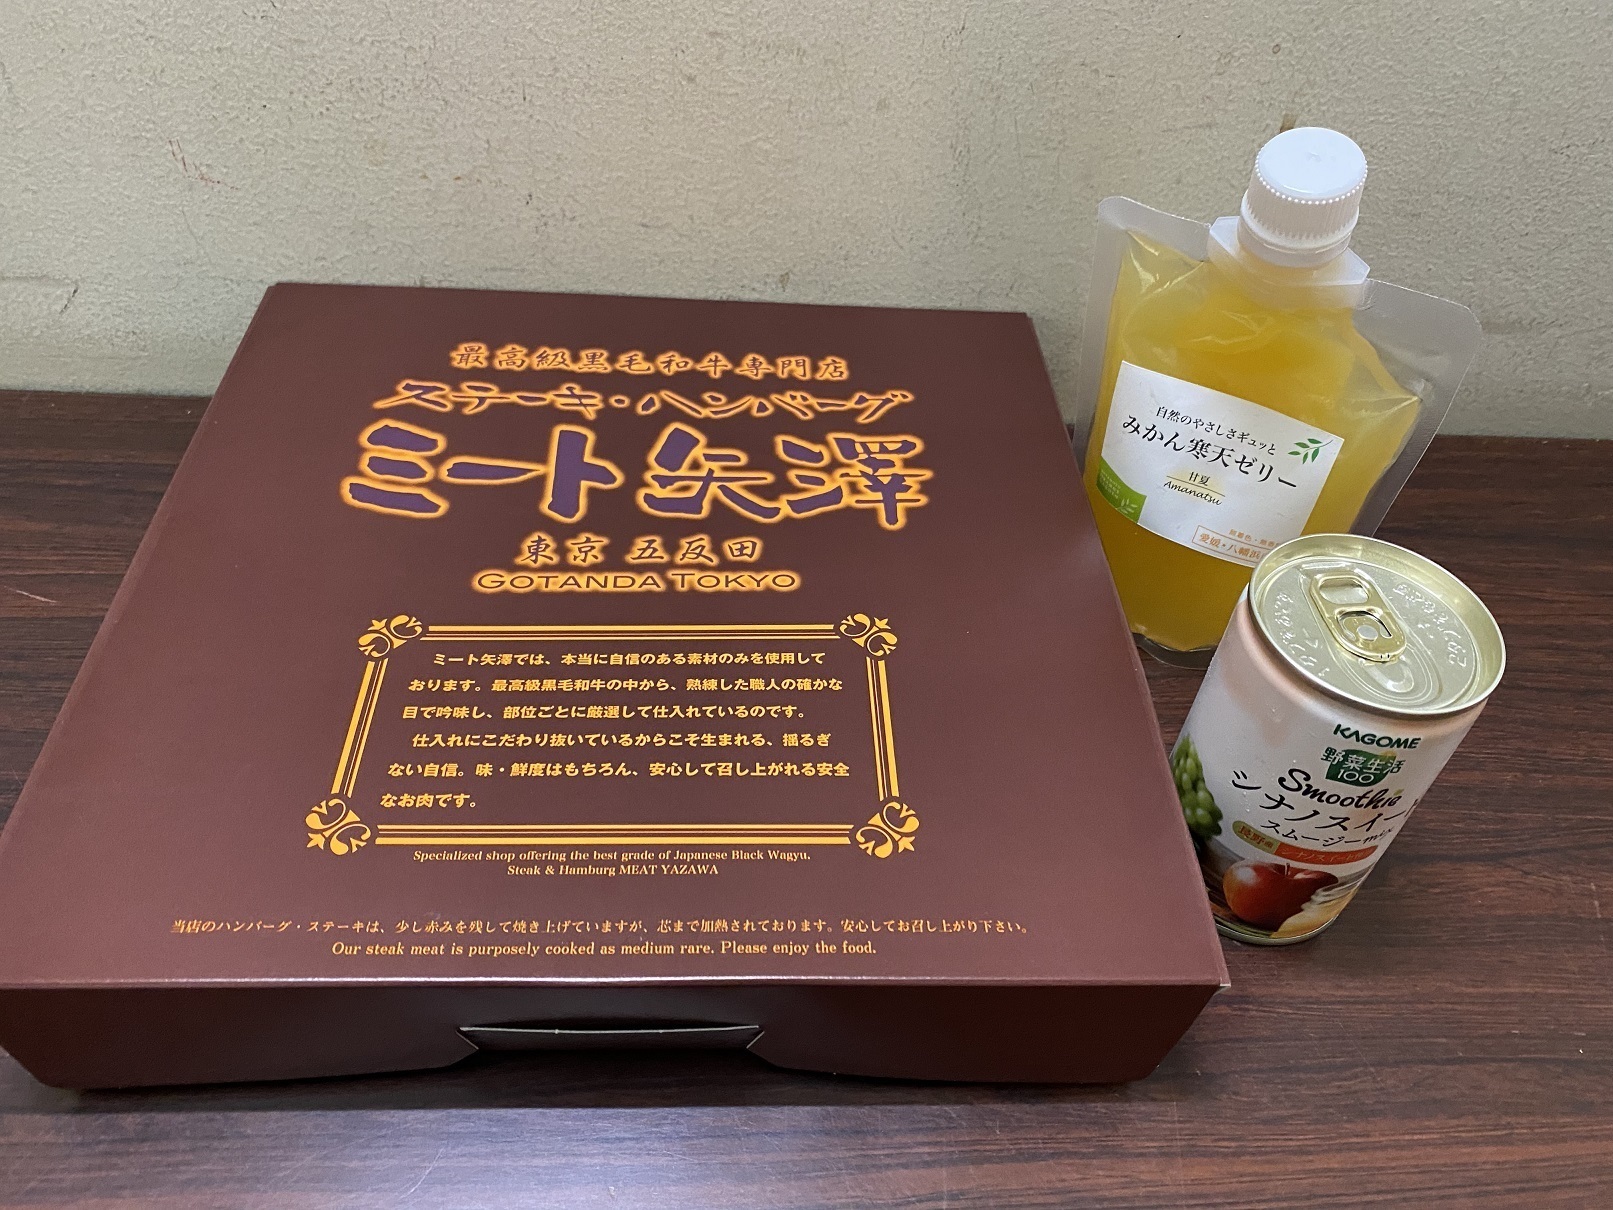 最高級黒毛和牛専門店
ステーキ・ハンバーグ
ミート矢澤
東京 五反田
GOTANDA TOKYO
ミート矢澤では、本当に自信のある素材のみを使用して
おります。最高級黒毛和牛の中から、熟練した職人の確かな
目で吟味し、部位ごとに厳選して仕入れているのです。
仕入れにこだわり抜いているからこそ生まれる、揺るぎ
ない自信。味・鮮度はもちろん、安心して召し上がれる安全
なお肉です。
Specialized shop offering the best grade of Japanese Black Wagyu.
Steak & Hamburg MEAT YAZAWA
当店のハンバーグ・ステーキは、少し赤みを残して焼き上げていますが、芯まで加熱されております。安心してお召し上がり下さい。
Our steak meat is purposely cooked as medium rare. Please enjoy the food.
自然のやさしさギュッと
みかん寒天ゼリー
甘夏
Amanatsu
愛媛・八幡浜
KAGOME
野菜生活
100
Smoothie
シナノスイート
スムージーmix
長野産